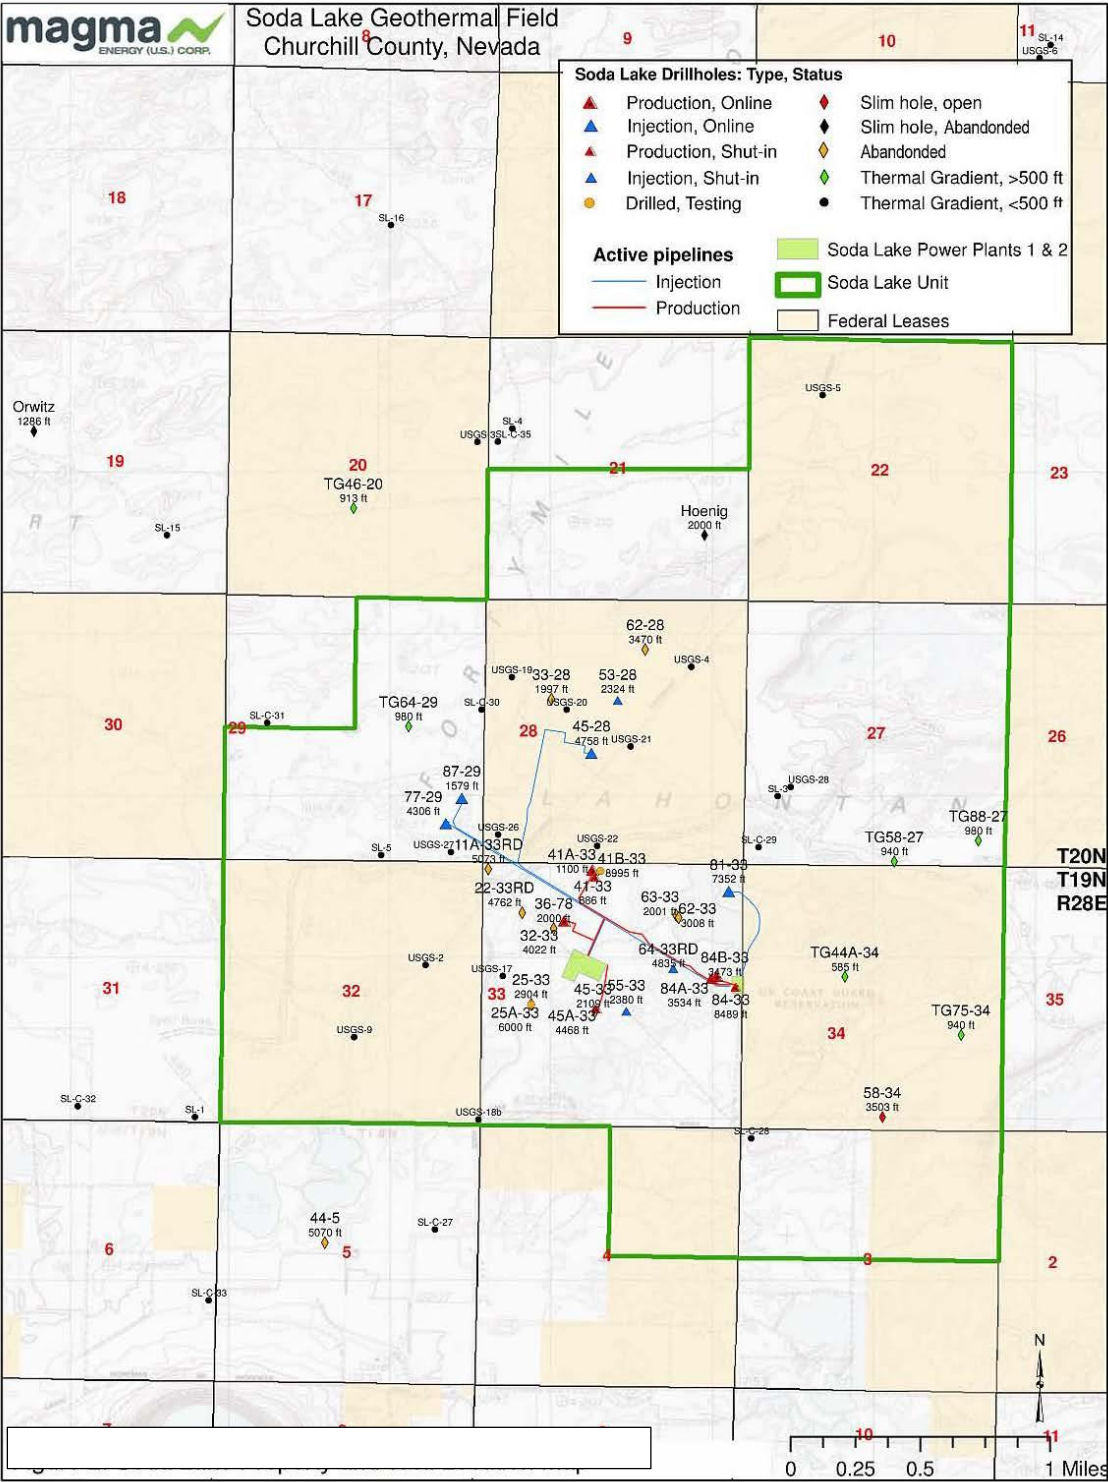 magma
ENERGY (U.S.) CORP.
Soda Lake Geothermal Field
Churchill County, Nevada
8
9
10
11
SL-14
USGS-6
Soda Lake Drillholes: Type, Status
Production, Online
Injection, Online
Production, Shut-in
Injection, Shut-in
Drilled, Testing
Slim hole, open
Slim hole, Abandonded
Abandonded
Thermal Gradient, >500 ft
Thermal Gradient, <500 ft
Active pipelines
Injection
Production
Soda Lake Power Plants 1 & 2
Soda Lake Unit
Federal Leases
18
17
SL-16
Orwitz
1286 ft
19
20
TG46-20
913 ft
SL-15
SL-4
USGS-3
SL-C-35
21
Hoenig
2000 ft
USGS-5
22
23
R T
Y M I L E
F O R
L A H O N T A N
30
SL-C-31
29
TG64-29
980 ft
SL-C-30
USGS-19
33-28
1997 ft
USGS-20
28
62-28
3470 ft
53-28
2324 ft
USGS-4
45-28
4758 ft
USGS-21
27
26
87-29
1579 ft
77-29
4306 ft
USGS-26
USGS-27
SL-5
11A-33RD
5073 ft
USGS-22
SL-3
USGS-28
SL-C-29
TG88-27
980 ft
TG58-27
940 ft
T20N
T19N
R28E
41A-33
1100 ft
41B-33
8995 ft
41-33
886 ft
81-33
7352 ft
22-33RD
4762 ft
36-78
2000 ft
32-33
4022 ft
63-33
2001 ft
62-33
3008 ft
64-33RD
4835 ft
84B-33
3473 ft
84A-33
3534 ft
84-33
8489 ft
USGS-2
USGS-17
31
32
33
25-33
2904 ft
25A-33
6000 ft
45-33
2109 ft
45A-33
4468 ft
55-33
2380 ft
TG44A-34
585 ft
US COAST GUARD
RESERVATION
TG75-34
940 ft
34
35
USGS-9
58-34
3503 ft
SL-C-32
SL-1
USGS-18b
SL-C-28
6
44-5
5070 ft
5
SL-C-27
SL-C-33
4
3
2
N
10
11
0 0.25 0.5 1 Miles